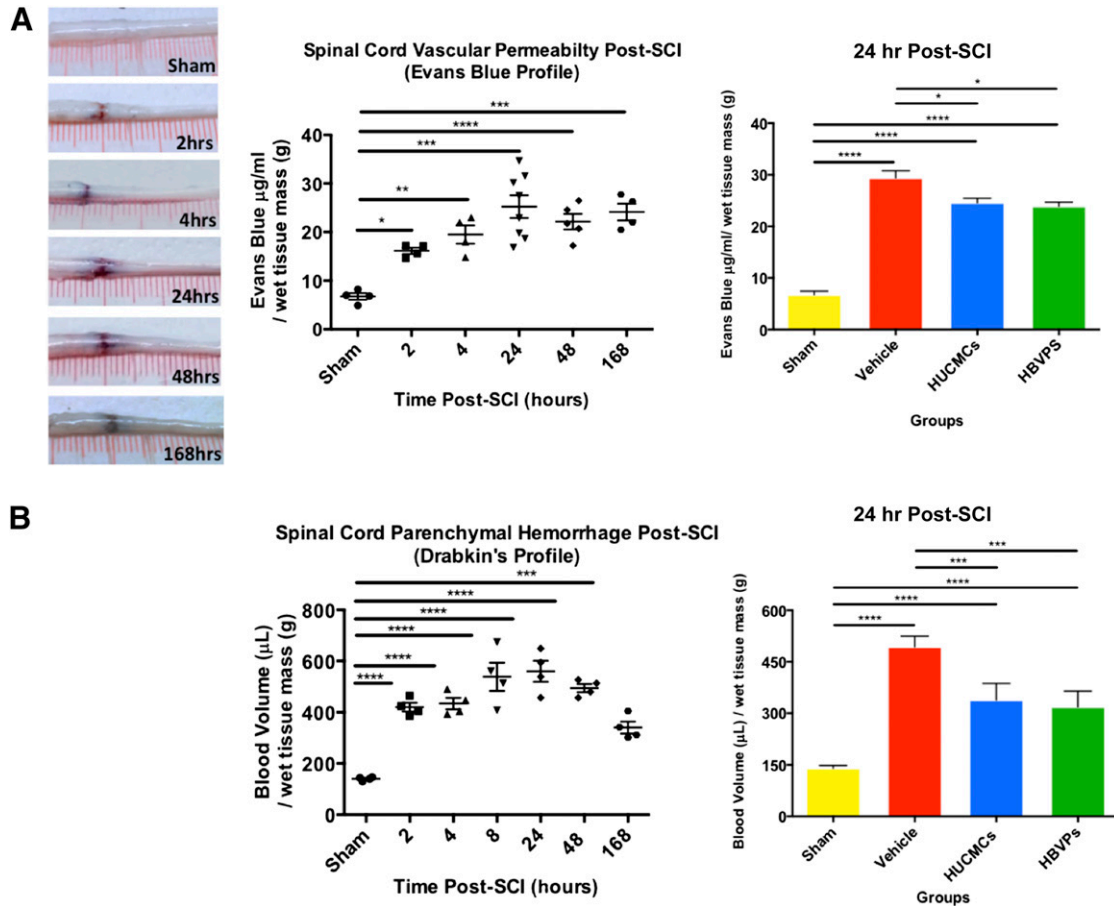 A
Sham
2hrs
4hrs
24hrs
48hrs
168hrs
Spinal Cord Vascular Permeabilty Post-SCI
(Evans Blue Profile)
Evans Blue μg/ml
/ wet tissue mass (g)
40
30
20
10
0
*
**
***
****
***
Sham
2
4
24
48
168
Time Post-SCI (hours)
24 hr Post-SCI
Evans Blue μg/ml/ wet tissue mass (g)
40
30
20
10
0
*
*
****
****
****
Sham
Vehicle
HUCMCs
HBVPS
Groups
B
Spinal Cord Parenchymal Hemorrhage Post-SCI
(Drabkin's Profile)
Blood Volume (μL)
/ wet tissue mass (g)
800
600
400
200
0
***
****
****
****
****
****
Sham
2
4
8
24
48
168
Time Post-SCI (hours)
24 hr Post-SCI
Blood Volume (μL) / wet tissue mass (g)
600
450
300
150
0
***
***
****
****
****
Sham
Vehicle
HUCMCs
HBVPs
Groups